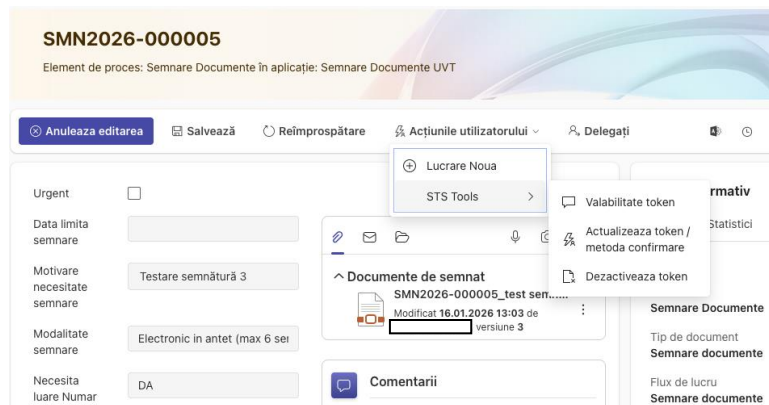 SMN2026-000005
Element de proces: Semnare Documente în aplicație: Semnare Documente UVT
Anuleaza editarea
Salvează
Reîmprospătare
Acțiunile utilizatorului
Delegați
Lucrare Noua
STS Tools
Valabilitate token
Actualizeaza token /
metoda confirmare
Dezactiveaza token
Urgent
Data limita
semnare
Motivare
necesitate
semnare
Testare semnătură 3
Modalitate
semnare
Electronic in antet (max 6 ser
Necesita
luare Numar
DA
Documente de semnat
SMN2026-000005_test semn...
Modificat 16.01.2026 13:03 de
versiune 3
Comentarii
rmativ
Statistici
Semnare Documente
Tip de document
Semnare documente
Flux de lucru
Semnare documente